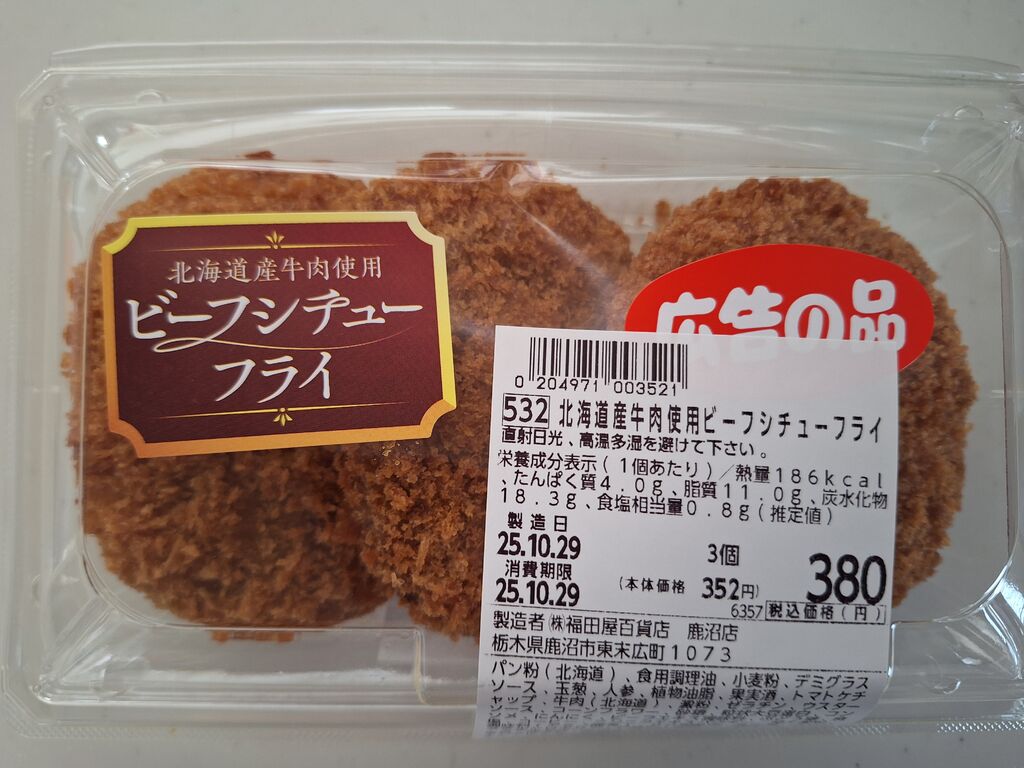 北海道産牛肉使用
ビーフシチュー
フライ
広告の品
0 204971 003521
532 北海道産牛肉使用ビーフシチューフライ
直射日光、高温多湿を避けて下さい。
栄養成分表示(1個あたり)/熱量186kcal
、たんぱく質4.0g、脂質11.0g、炭水化物
18.3g、食塩相当量0.8g(推定値)
製造日
25.10.29
消費期限
25.10.29
3個
(本体価格 352円)
380
6357 税込価格(円)
製造者 ㈱福田屋百貨店 鹿沼店
栃木県鹿沼市東末広町1073
パン粉(北海道)、食用調理油、小麦粉、デミグラス
ソース、玉葱、人参、植物油脂、果実酒、トマトケチ
ャップ、牛肉(北海道)、澱粉、ゼラチン、ウスター